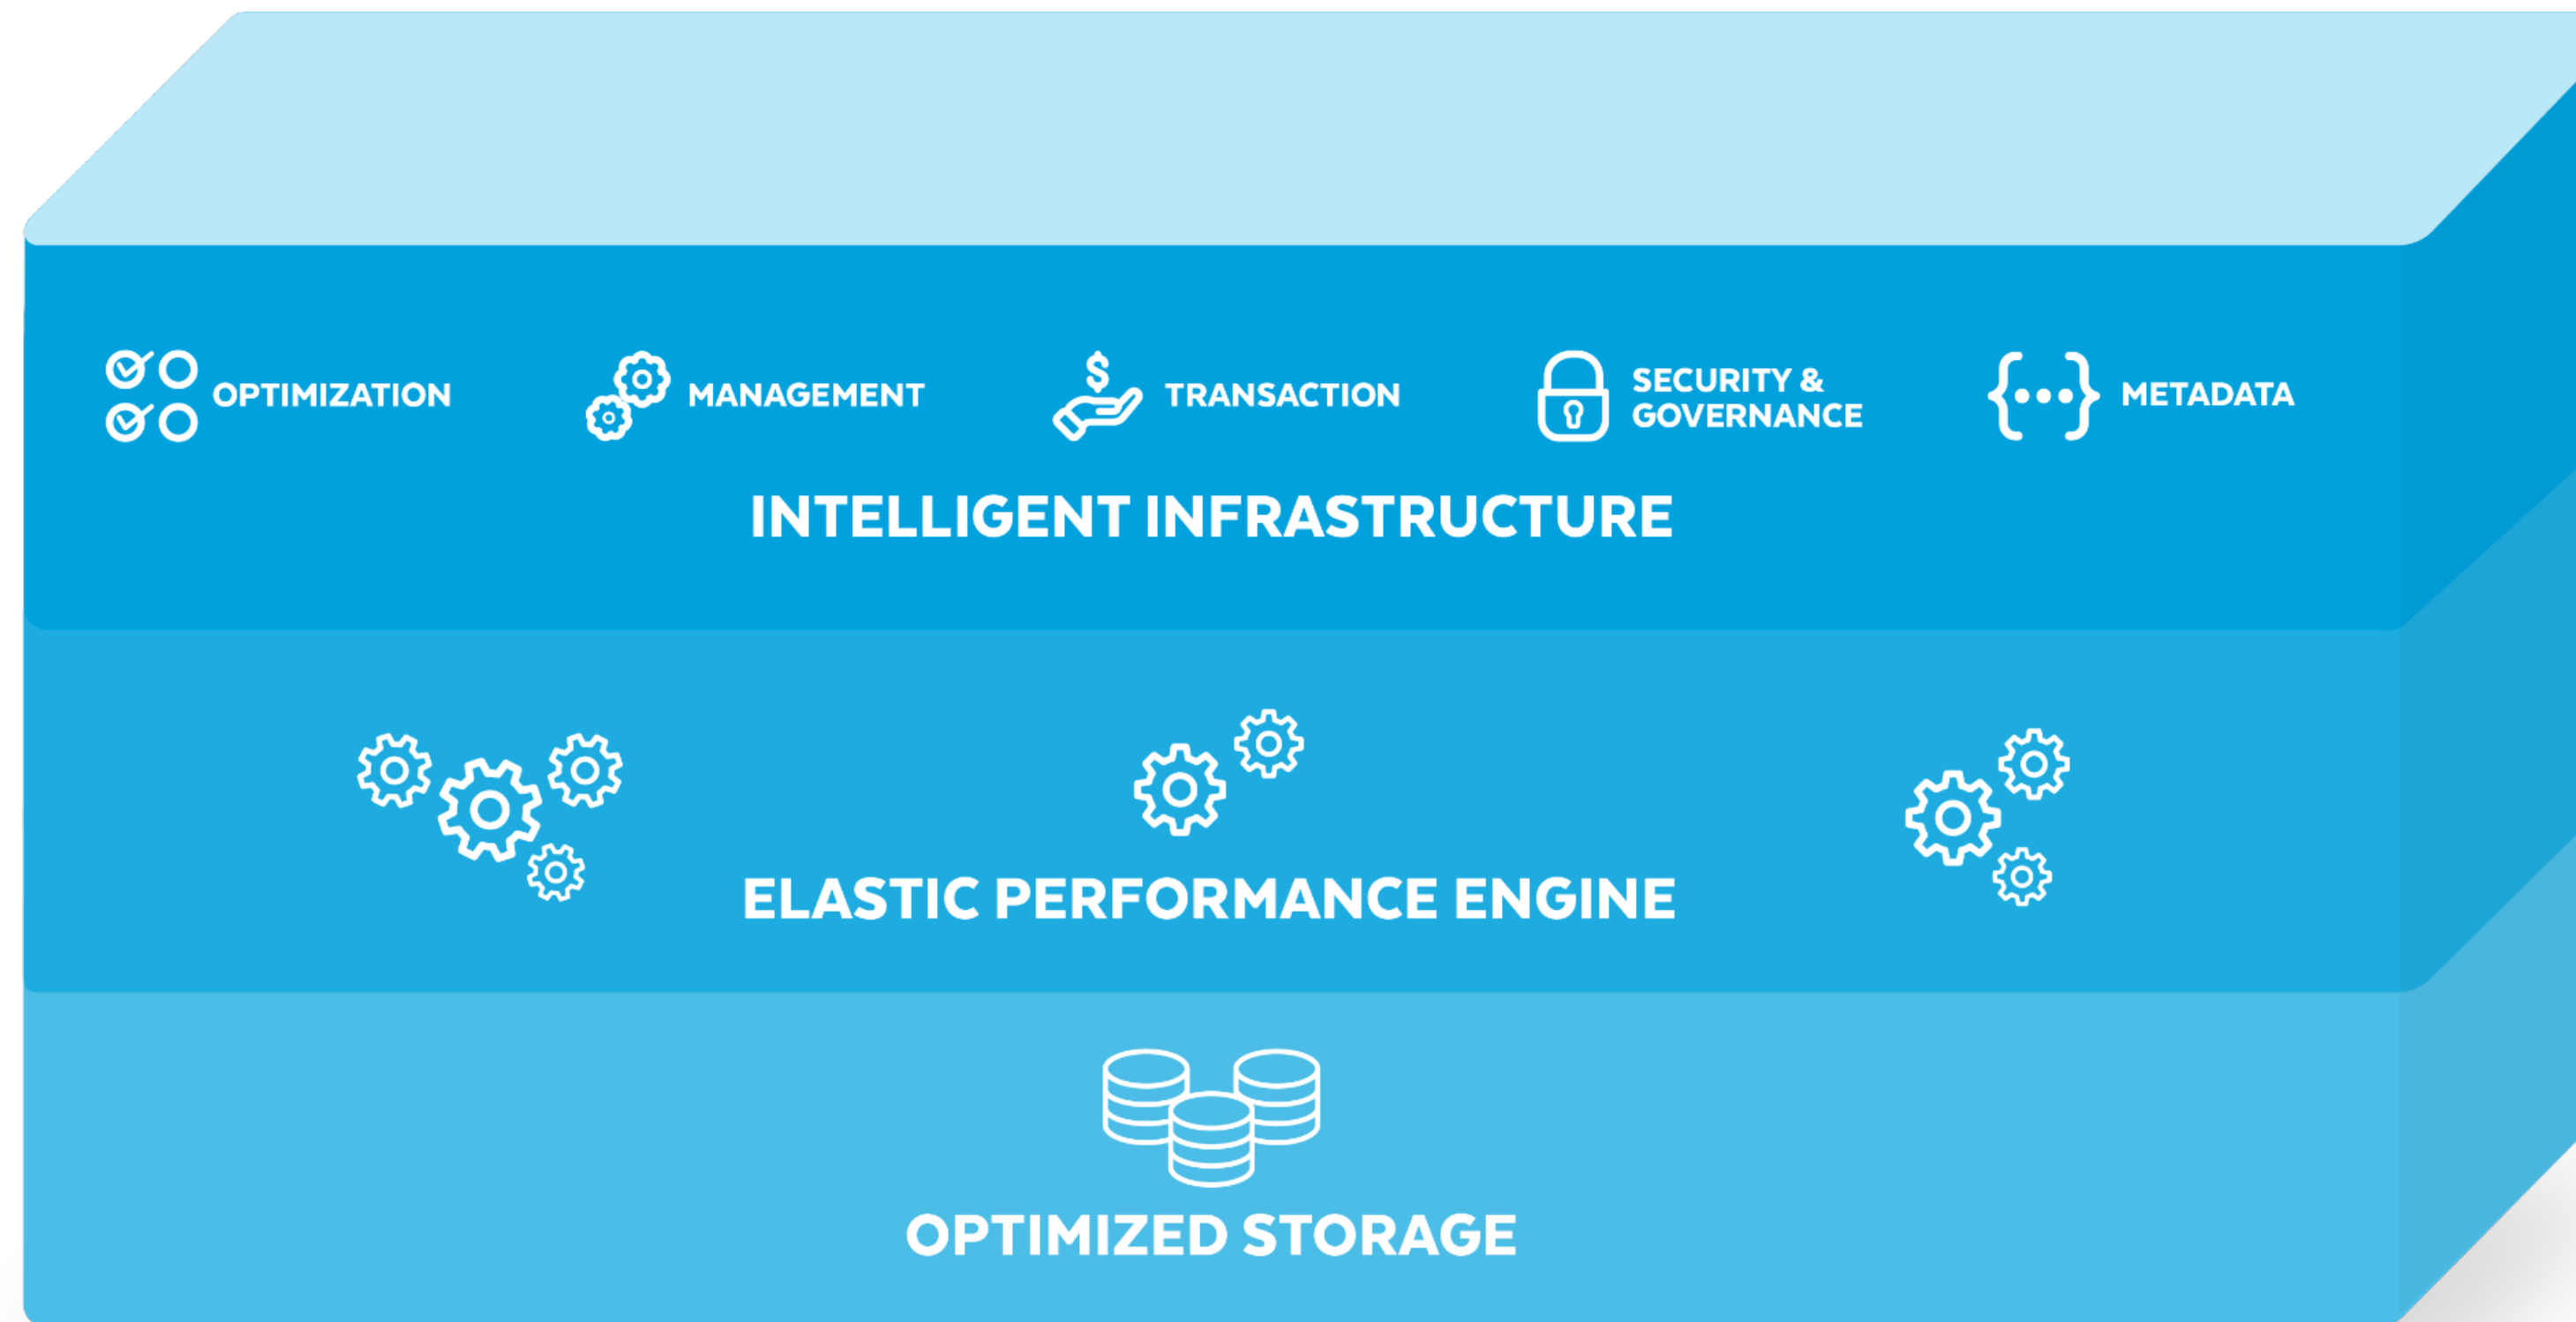 OPTIMIZATION
MANAGEMENT
TRANSACTION
SECURITY &
GOVERNANCE
METADATA
INTELLIGENT INFRASTRUCTURE
ELASTIC PERFORMANCE ENGINE
OPTIMIZED STORAGE